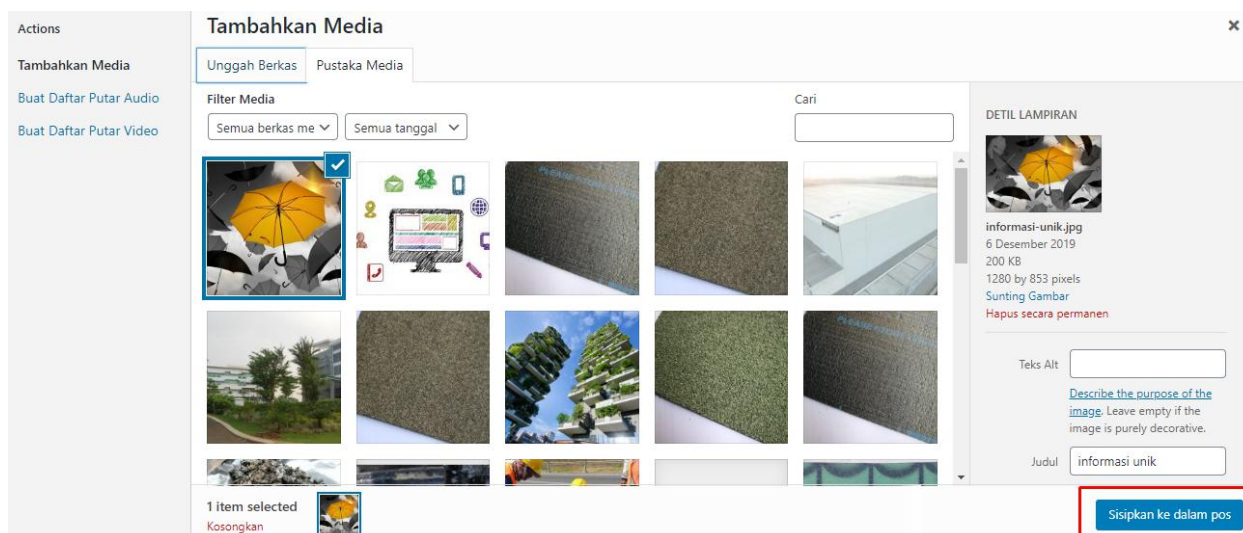 Actions
Tambahkan Media
Buat Daftar Putar Audio
Buat Daftar Putar Video
Tambahkan Media
Unggah Berkas
Pustaka Media
Filter Media
Semua berkas me
Semua tanggal
Cari
DETIL LAMPIRAN
informasi-unik.jpg
6 Desember 2019
200 KB
1280 by 853 pixels
Sunting Gambar
Hapus secara permanen
Teks Alt
Describe the purpose of the
image. Leave empty if the
image is purely decorative.
Judul
informasi unik
1 item selected
Kosongkan
Sisipkan ke dalam pos